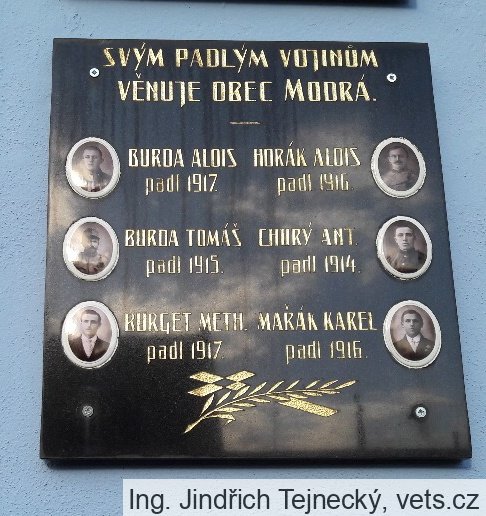 SVÝM PADLÝM VOJINŮM
VĚNUJE OBEC MODRÁ.
BURDA ALOIS HORÁK ALOIS
padl 1917. padl 1916.
BURDA TOMÁŠ CHURÝ ANT.
padl 1915. padl 1914.
BURGET METH. MAŘÁK KAREL
padl 1917. padl 1916.
Ing. Jindřich Tejnecký, vets.cz